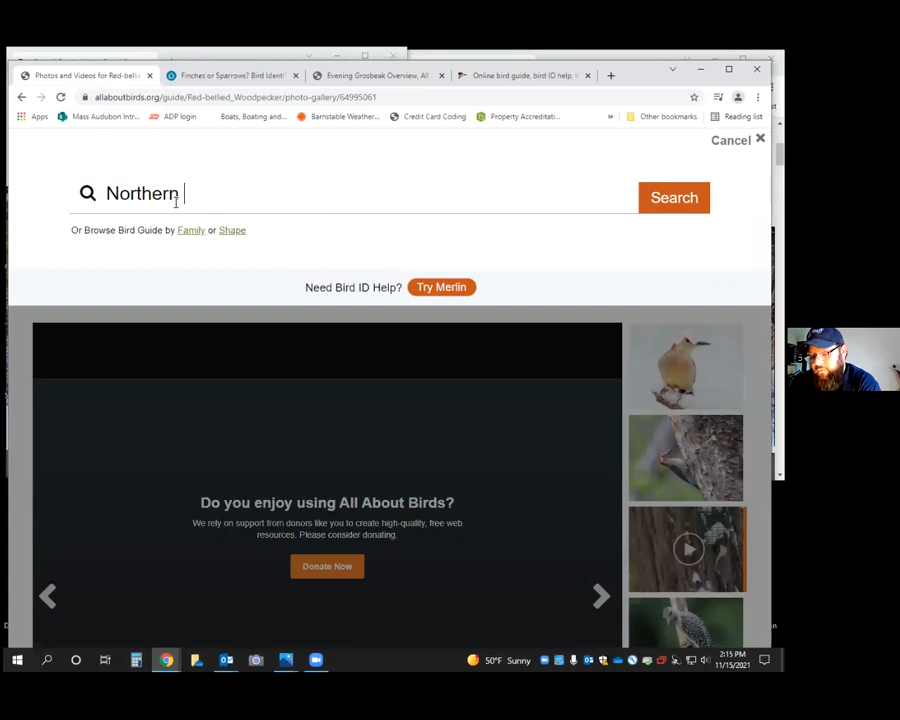 Photos and Videos for Red-bellie
Finches or Sparrows? Bird Identif
Evening Grosbeak Overview, All A
Online bird guide, bird ID help,
allaboutbirds.org/guide/Red-bellied_Woodpecker/photo-gallery/64995061
Apps
Mass Audubon Intr...
ADP login
Boats, Boating and...
Barnstable Weather...
Credit Card Coding
Property Accreditati...
»
Other bookmarks
Reading list
Cancel
Northern
Search
Or Browse Bird Guide by Family or Shape
Need Bird ID Help?
Try Merlin
Do you enjoy using All About Birds?
We rely on support from donors like you to create high-quality, free web
resources. Please consider donating.
Donate Now
50°F Sunny
2:15 PM
11/15/2021